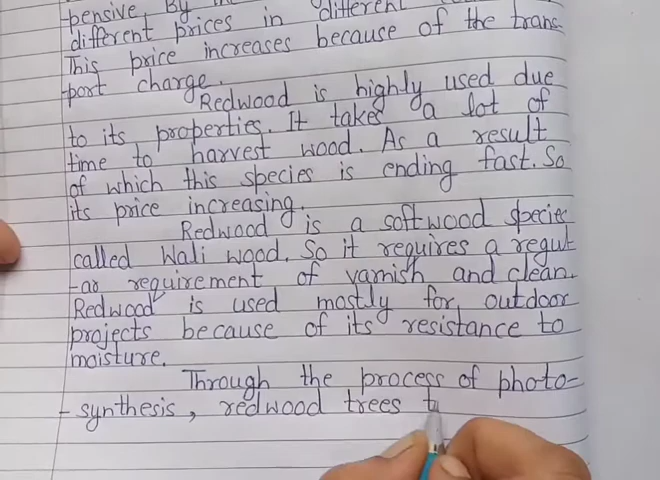 -pensive By the different
different prices in
This price increases because of the trans-
-port charge.
Redwood is highly used due
to its properties. It takes a lot of
time to harvest wood. As a result
of which this species is ending fast. So
its price increasing.
Redwood is a softwood specie
called Wali wood. So it requires a regul
-ar requirement of varnish and clean.
Redwood is used mostly for outdoor
projects because of its resistance to
moisture.
Through the process of photo-
-synthesis, redwood trees t